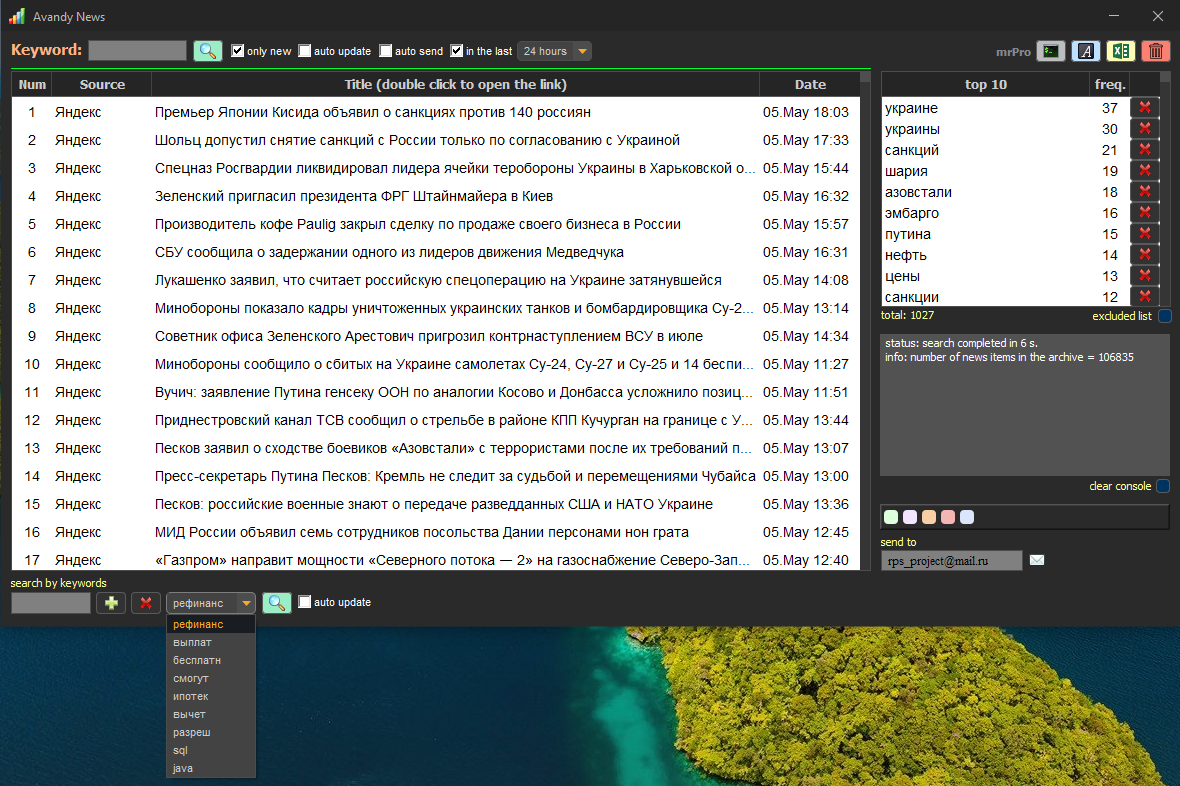 Avandy News
Keyword: only new auto update auto send in the last 24 hours mrPro A
Num Source Title (double click to open the link) Date
1 Яндекс Премьер Японии Кисида объявил о санкциях против 140 россиян 05.May 18:03
2 Яндекс Шольц допустил снятие санкций с России только по согласованию с Украиной 05.May 17:33
3 Яндекс Спецназ Росгвардии ликвидировал лидера ячейки теробороны Украины в Харьковской о... 05.May 15:44
4 Яндекс Зеленский пригласил президента ФРГ Штайнмайера в Киев 05.May 16:32
5 Яндекс Производитель кофе Paulig закрыл сделку по продаже своего бизнеса в России 05.May 15:57
6 Яндекс СБУ сообщила о задержании одного из лидеров движения Медведчука 05.May 16:31
7 Яндекс Лукашенко заявил, что считает российскую спецоперацию на Украине затянувшейся 05.May 14:08
8 Яндекс Минобороны показало кадры уничтоженных украинских танков и бомбардировщика Су-2... 05.May 13:14
9 Яндекс Советник офиса Зеленского Арестович пригрозил контрнаступлением ВСУ в июле 05.May 14:34
10 Яндекс Минобороны сообщило о сбитых на Украине самолетах Су-24, Су-27 и Су-25 и 14 беспи... 05.May 11:27
11 Яндекс Вучич: заявление Путина генсеку ООН по аналогии Косово и Донбасса усложнило позиц... 05.May 11:51
12 Яндекс Приднестровский канал ТСВ сообщил о стрельбе в районе КПП Кучурган на границе с У... 05.May 13:44
13 Яндекс Песков заявил о сходстве боевиков «Азовстали» с террористами после их требований п... 05.May 13:07
14 Яндекс Пресс-секретарь Путина Песков: Кремль не следит за судьбой и перемещениями Чубайса 05.May 13:00
15 Яндекс Песков: российские военные знают о передаче разведданных США и НАТО Украине 05.May 13:36
16 Яндекс МИД России объявил семь сотрудников посольства Дании персонами нон грата 05.May 12:45
17 Яндекс «Газпром» направит мощности «Северного потока — 2» на газоснабжение Северо-Зап... 05.May 12:40
top 10 freq.
украине 37
украины 30
санкций 21
шария 19
азовстали 18
эмбарго 16
путина 15
нефть 14
цены 13
санкции 12
total: 1027 excluded list
status: search completed in 6 s.
info: number of news items in the archive = 106835
clear console
send to
rps_project@mail.ru
search by keywords
рефинанс auto update
рефинанс
выплат
бесплатн
смогут
ипотек
вычет
разреш
sql
java